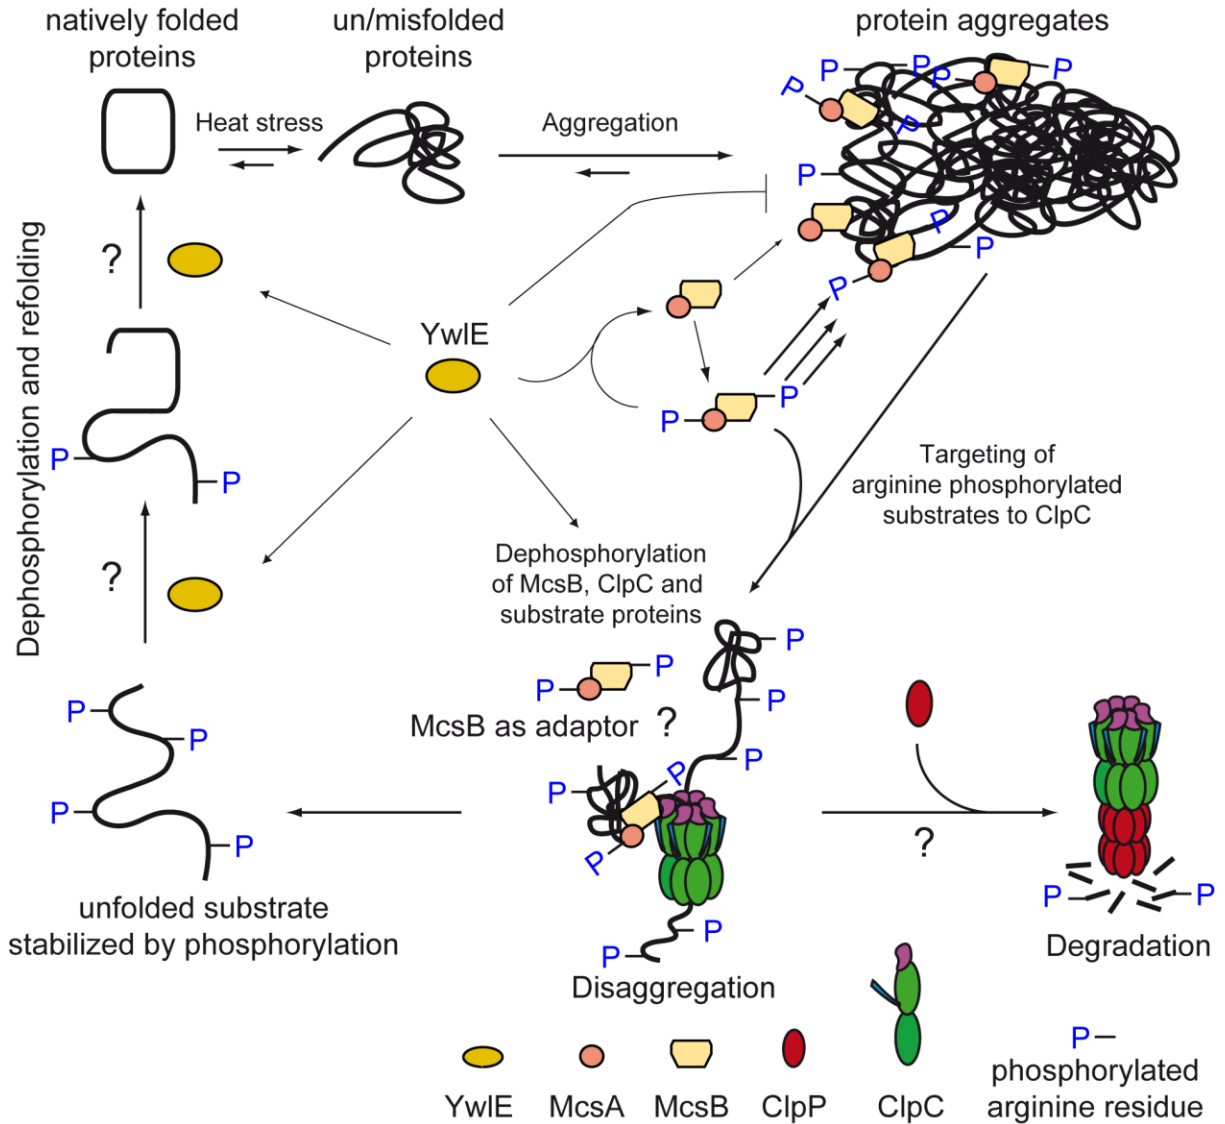 natively folded
proteins
un/misfolded
proteins
protein aggregates
Heat stress
Aggregation
P
P
P
P
P
P
P
P
P
P
?
Dephosphorylation and refolding
YwlE
P
P
P
P
Targeting of
arginine phosphorylated
substrates to ClpC
?
Dephosphorylation
of McsB, ClpC and
substrate proteins
P
P
P
P
McsB as adaptor ?
P
P
P
P
P
P
P
P
P
?
P
P
P
P
unfolded substrate
stabilized by phosphorylation
Disaggregation
Degradation
P
phosphorylated
arginine residue
YwlE
McsA
McsB
ClpP
ClpC